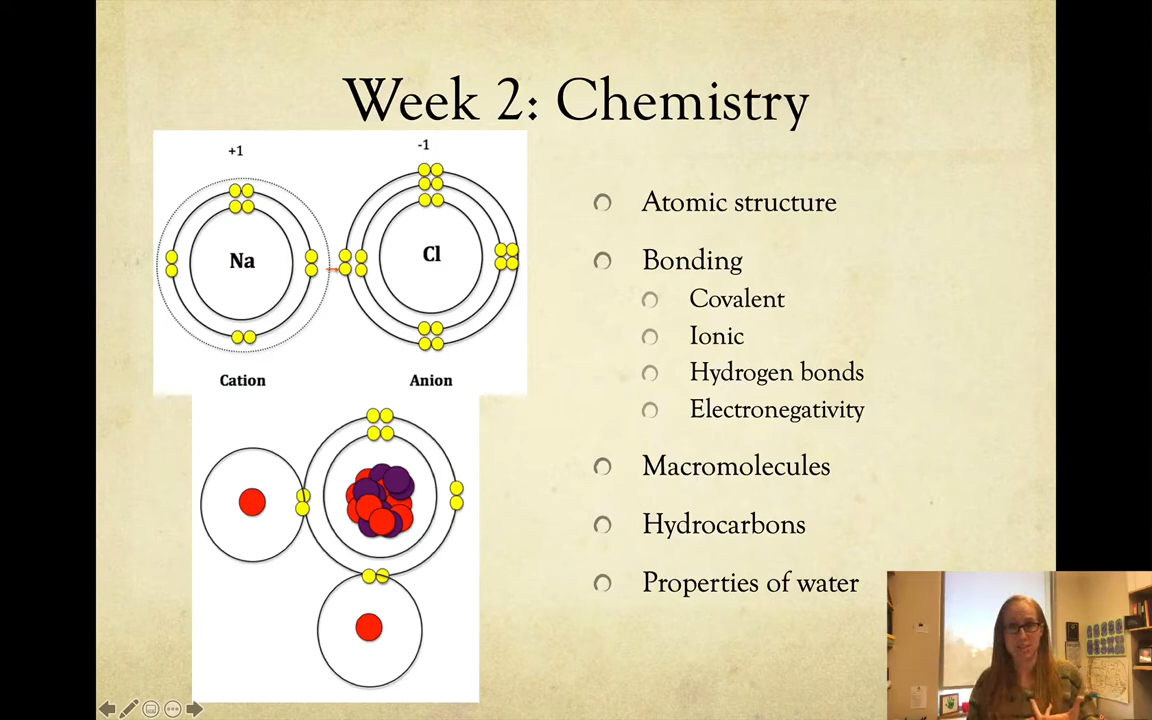 Week 2: Chemistry
+1
-1
Na
Cl
Cation
Anion
Atomic structure
Bonding
Covalent
Ionic
Hydrogen bonds
Electronegativity
Macromolecules
Hydrocarbons
Properties of water